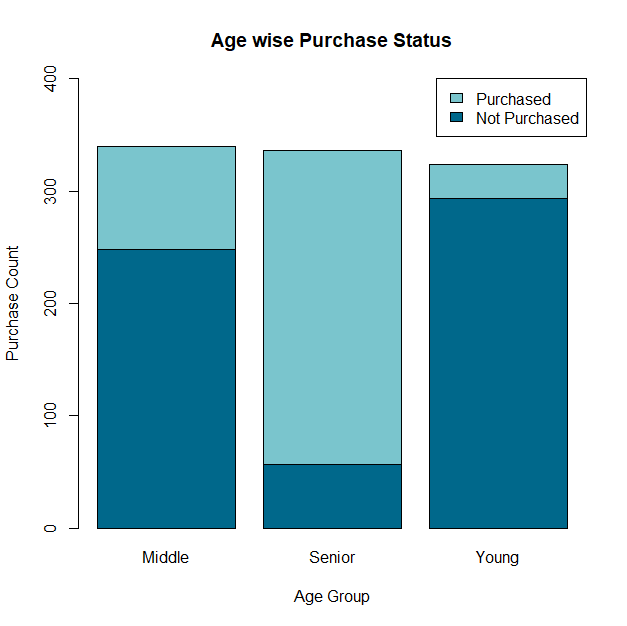 Age wise Purchase Status
Purchased
Not Purchased
400
300
200
100
0
Purchase Count
Middle
Senior
Young
Age Group